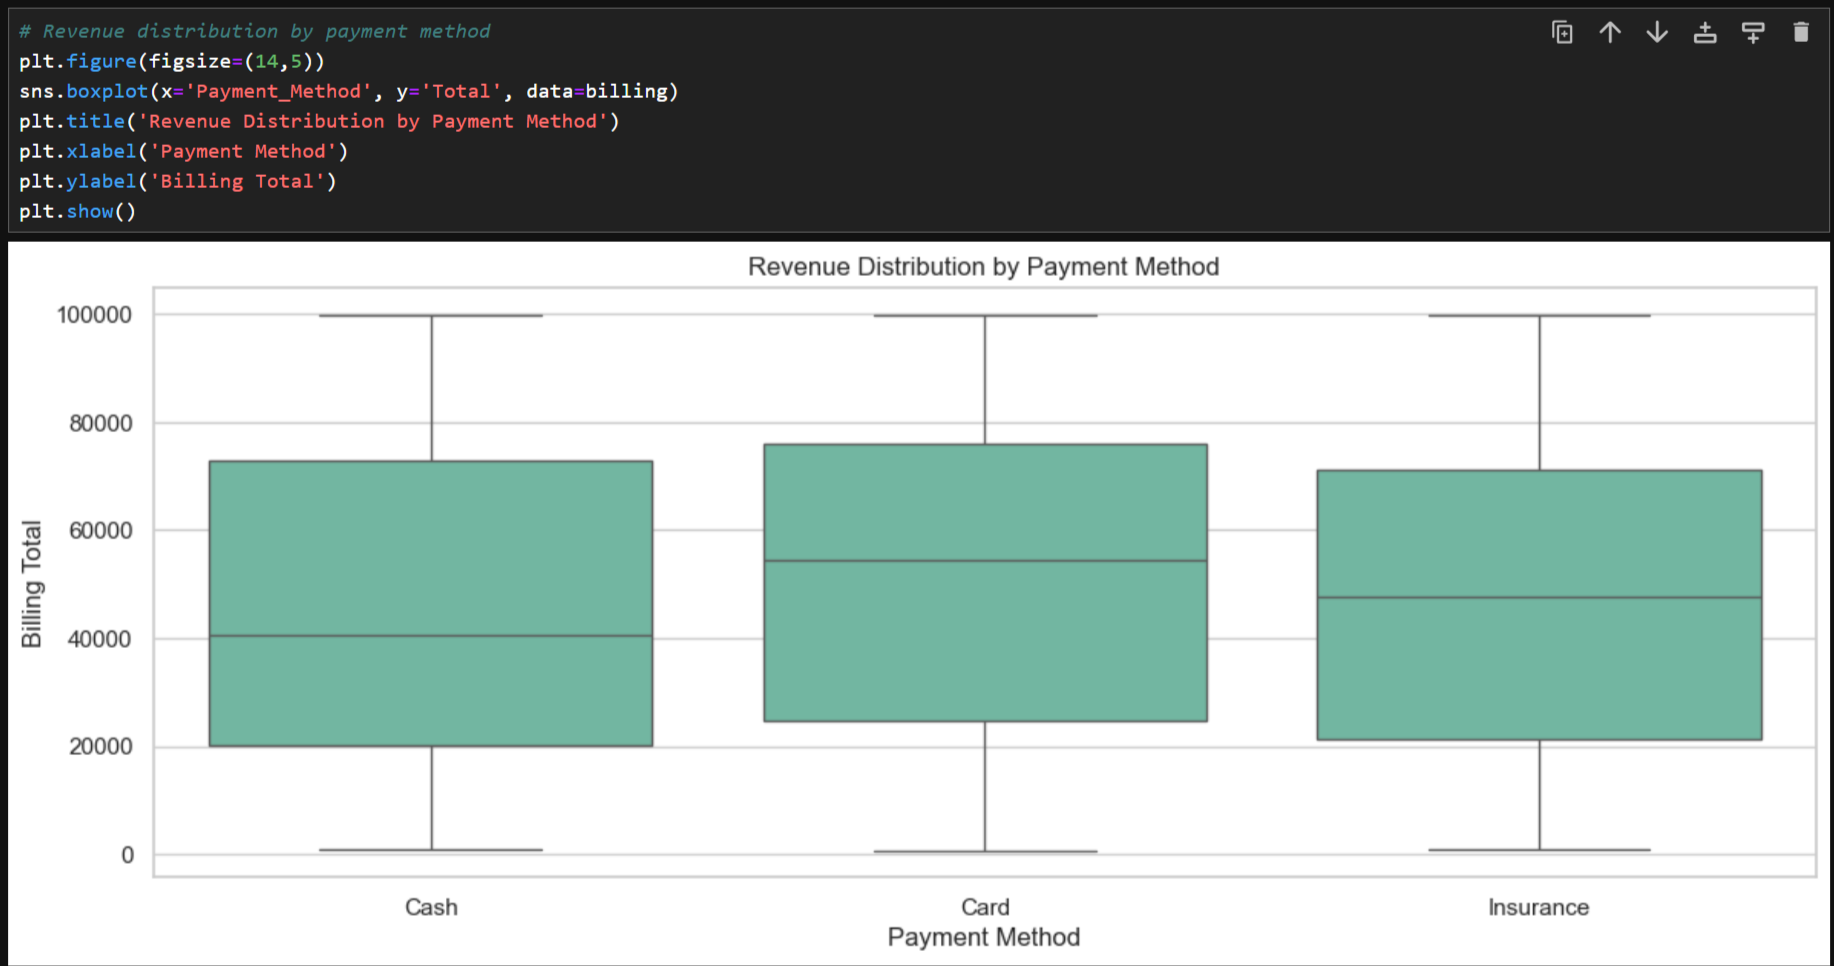 # Revenue distribution by payment method
plt.figure(figsize=(14,5))
sns.boxplot(x='Payment_Method', y='Total', data=billing)
plt.title('Revenue Distribution by Payment Method')
plt.xlabel('Payment Method')
plt.ylabel('Billing Total')
plt.show()
Revenue Distribution by Payment Method
100000
80000
60000
40000
20000
0
Billing Total
Cash
Card
Insurance
Payment Method